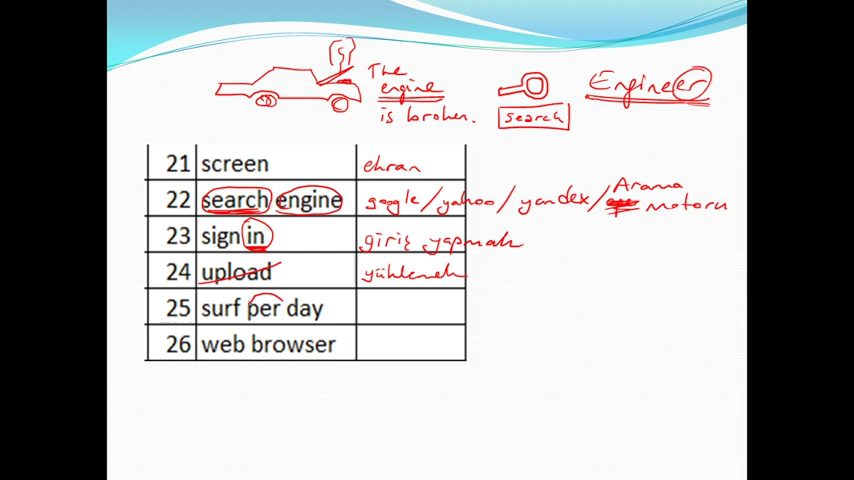 The
engine
is broken.
search
Engineer
21 screen ekran
22 search engine google / yahoo / yandex / Arama Motoru
23 sign in giriş yapmak
24 upload yüklemek
25 surf per day
26 web browser